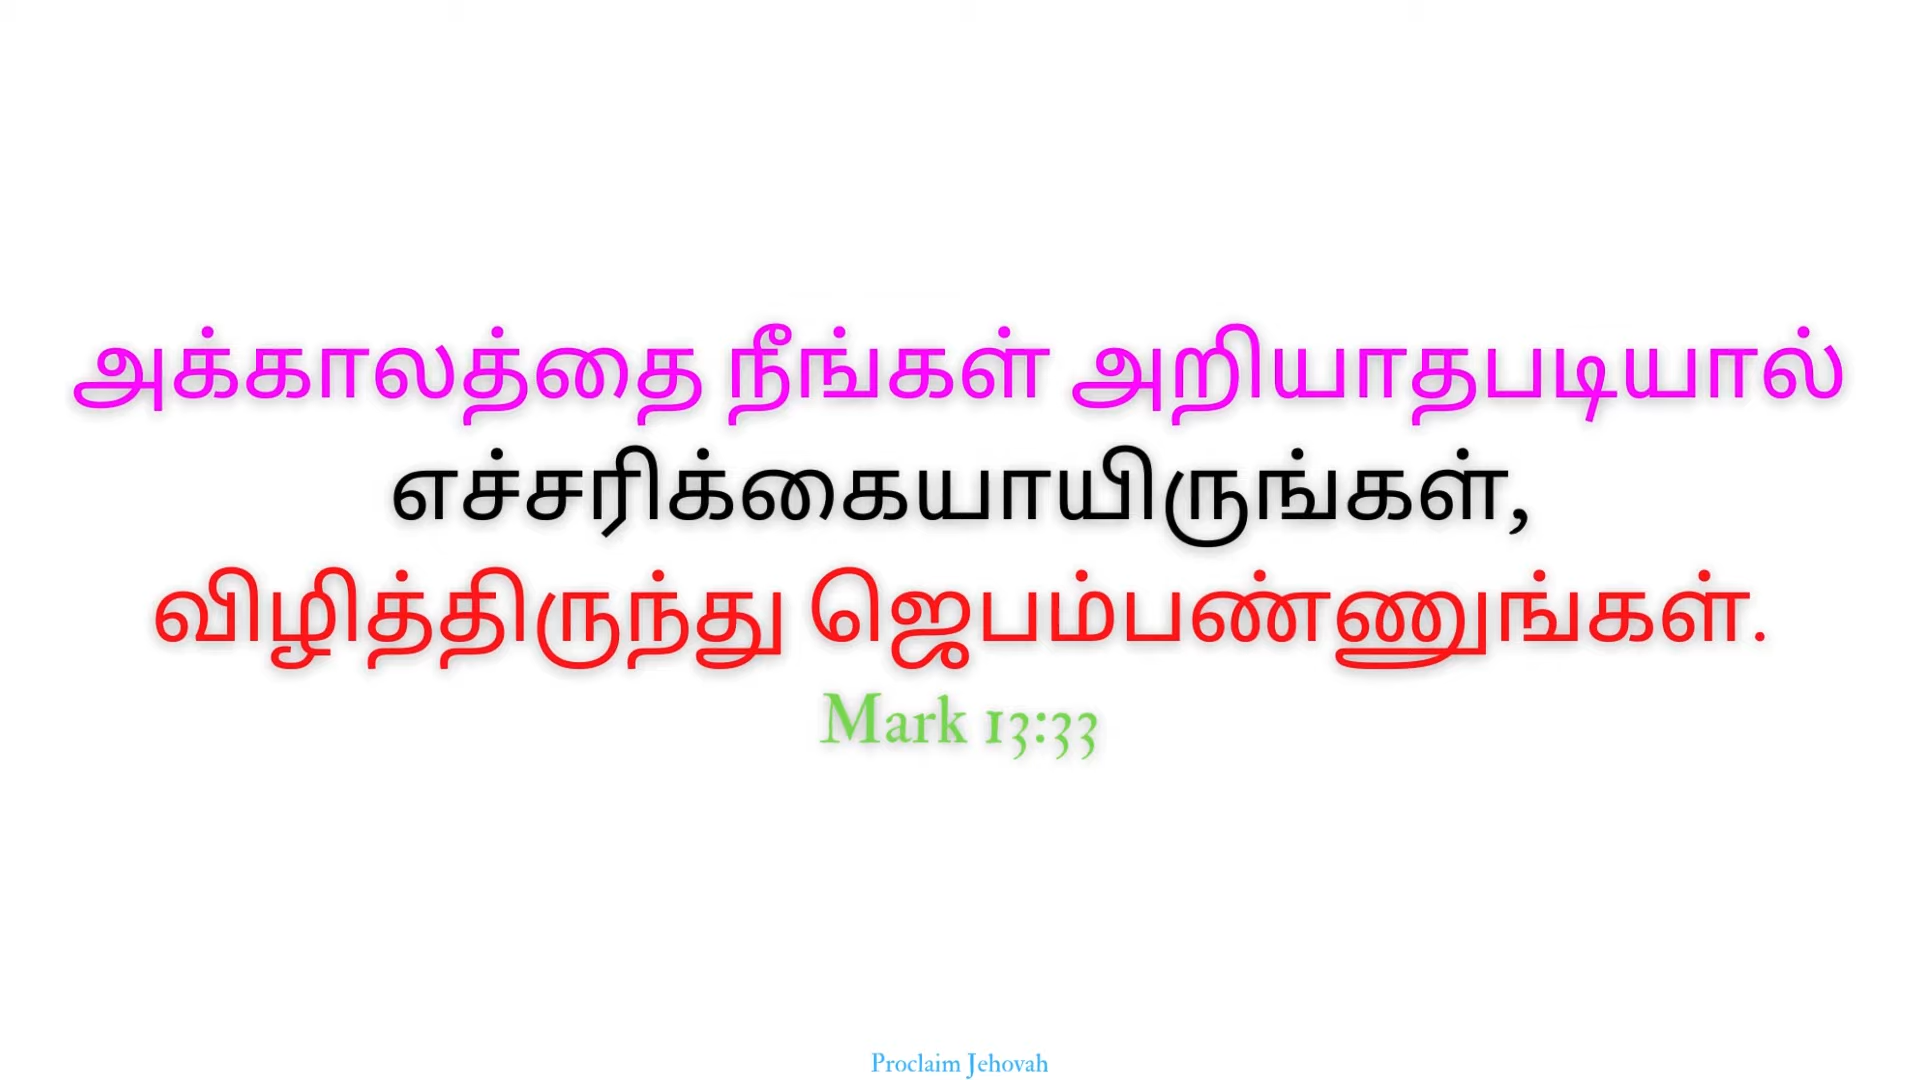 அக்காலத்தை நீங்கள் அறியாதபடியால்
எச்சரிக்கையாயிருங்கள்,
விழித்திருந்து ஜெபம்பண்ணுங்கள்.
Mark 13:33
Proclaim Jehovah